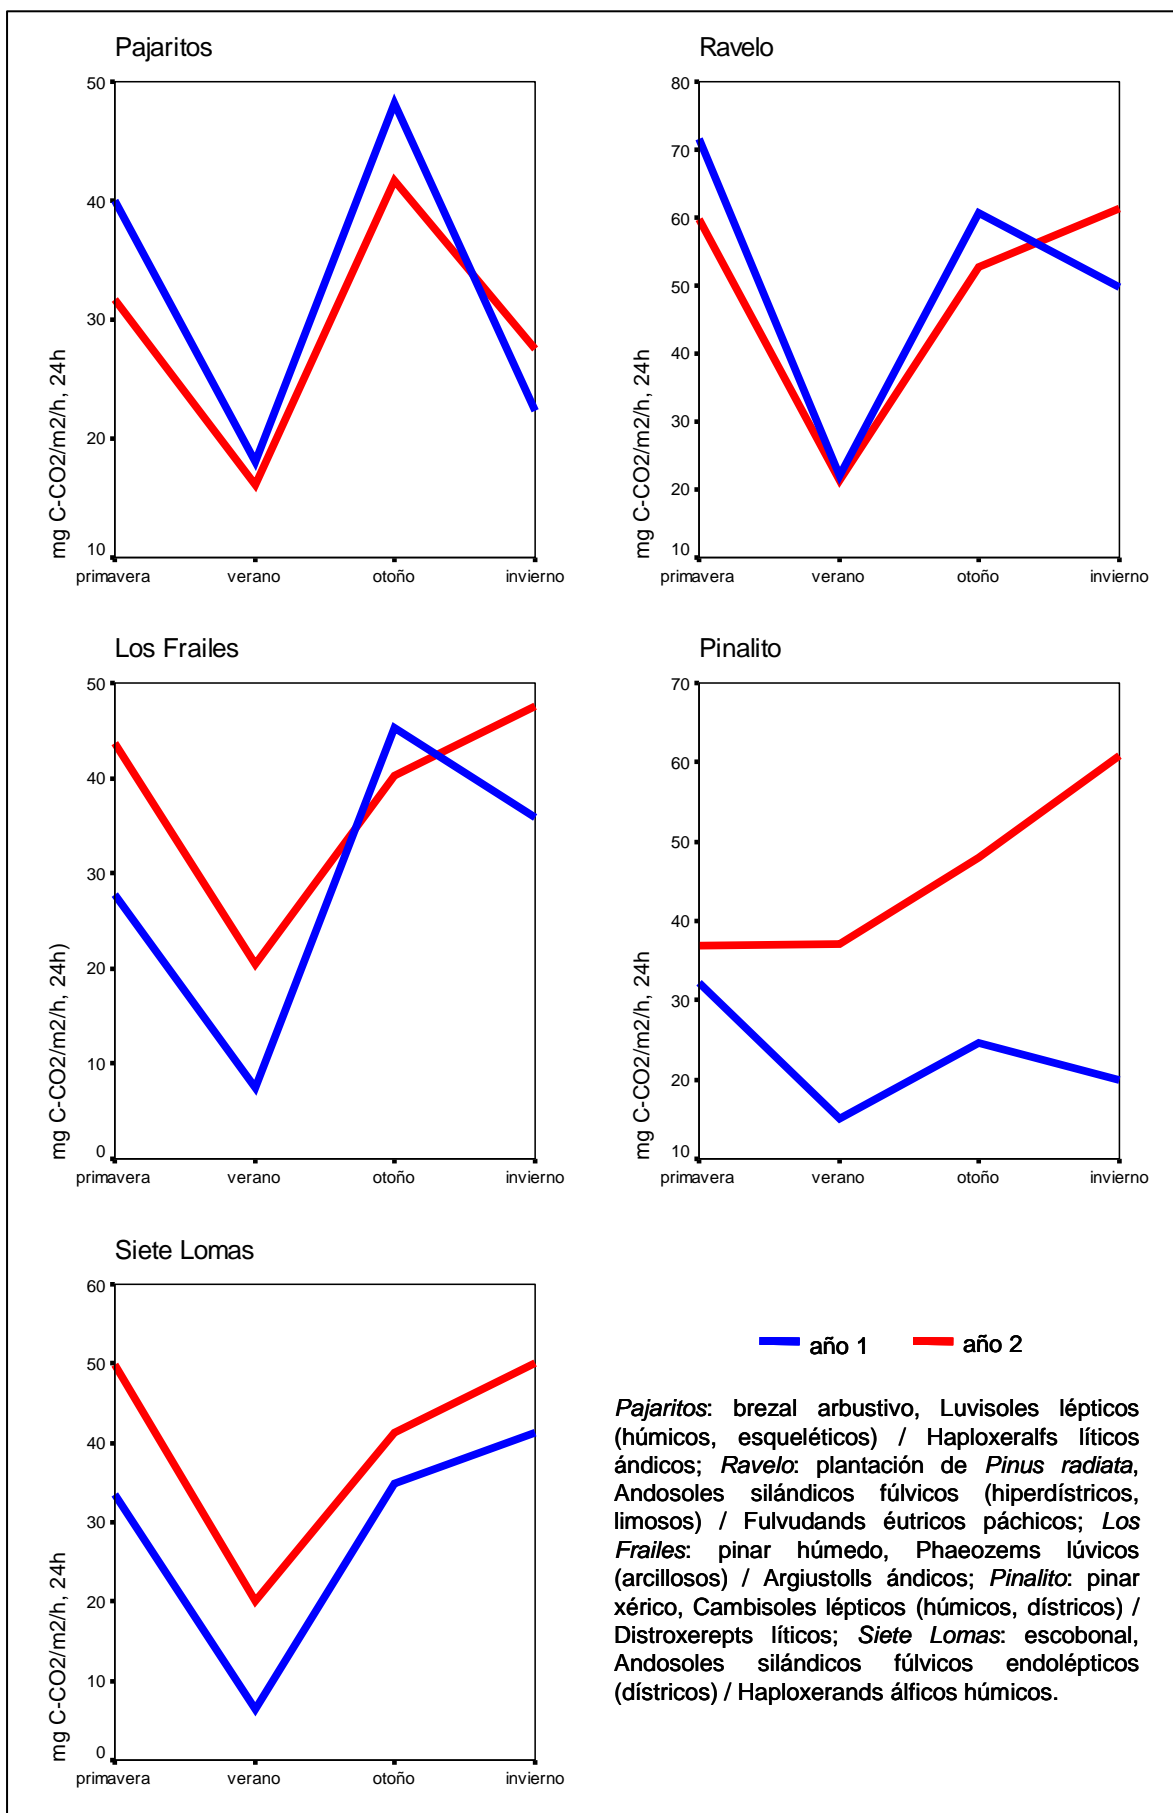 Pajaritos
50
40
30
20
10
mg C-CO2/m2/h, 24h
primavera verano otoño invierno
Ravelo
80
70
60
50
40
30
20
10
mg C-CO2/m2/h, 24h
primavera verano otoño invierno
Los Frailes
50
40
30
20
10
0
mg C-CO2/m2/h, 24h)
primavera verano otoño invierno
Pinalito
70
60
50
40
30
20
10
mg C-CO2/m2/h, 24h
primavera verano otoño invierno
Siete Lomas
60
50
40
30
20
10
0
mg C-CO2/m2/h, 24h
primavera verano otoño invierno
año 1 año 2
Pajaritos: brezal arbustivo, Luvisoles lépticos
(húmicos, esqueléticos) / Haploxeralfs líticos
ándicos; Ravelo: plantación de Pinus radiata,
Andosoles silándicos fúlvicos (hiperdístricos,
limosos) / Fulvudands éutricos páchicos; Los
Frailes: pinar húmedo, Phaeozems lúvicos
(arcillosos) / Argiustolls ándicos; Pinalito: pinar
xérico, Cambisoles lépticos (húmicos, dístricos) /
Distroxerepts líticos; Siete Lomas: escobonal,
Andosoles silándicos fúlvicos endolépticos
(dístricos) / Haploxerands álficos húmicos.